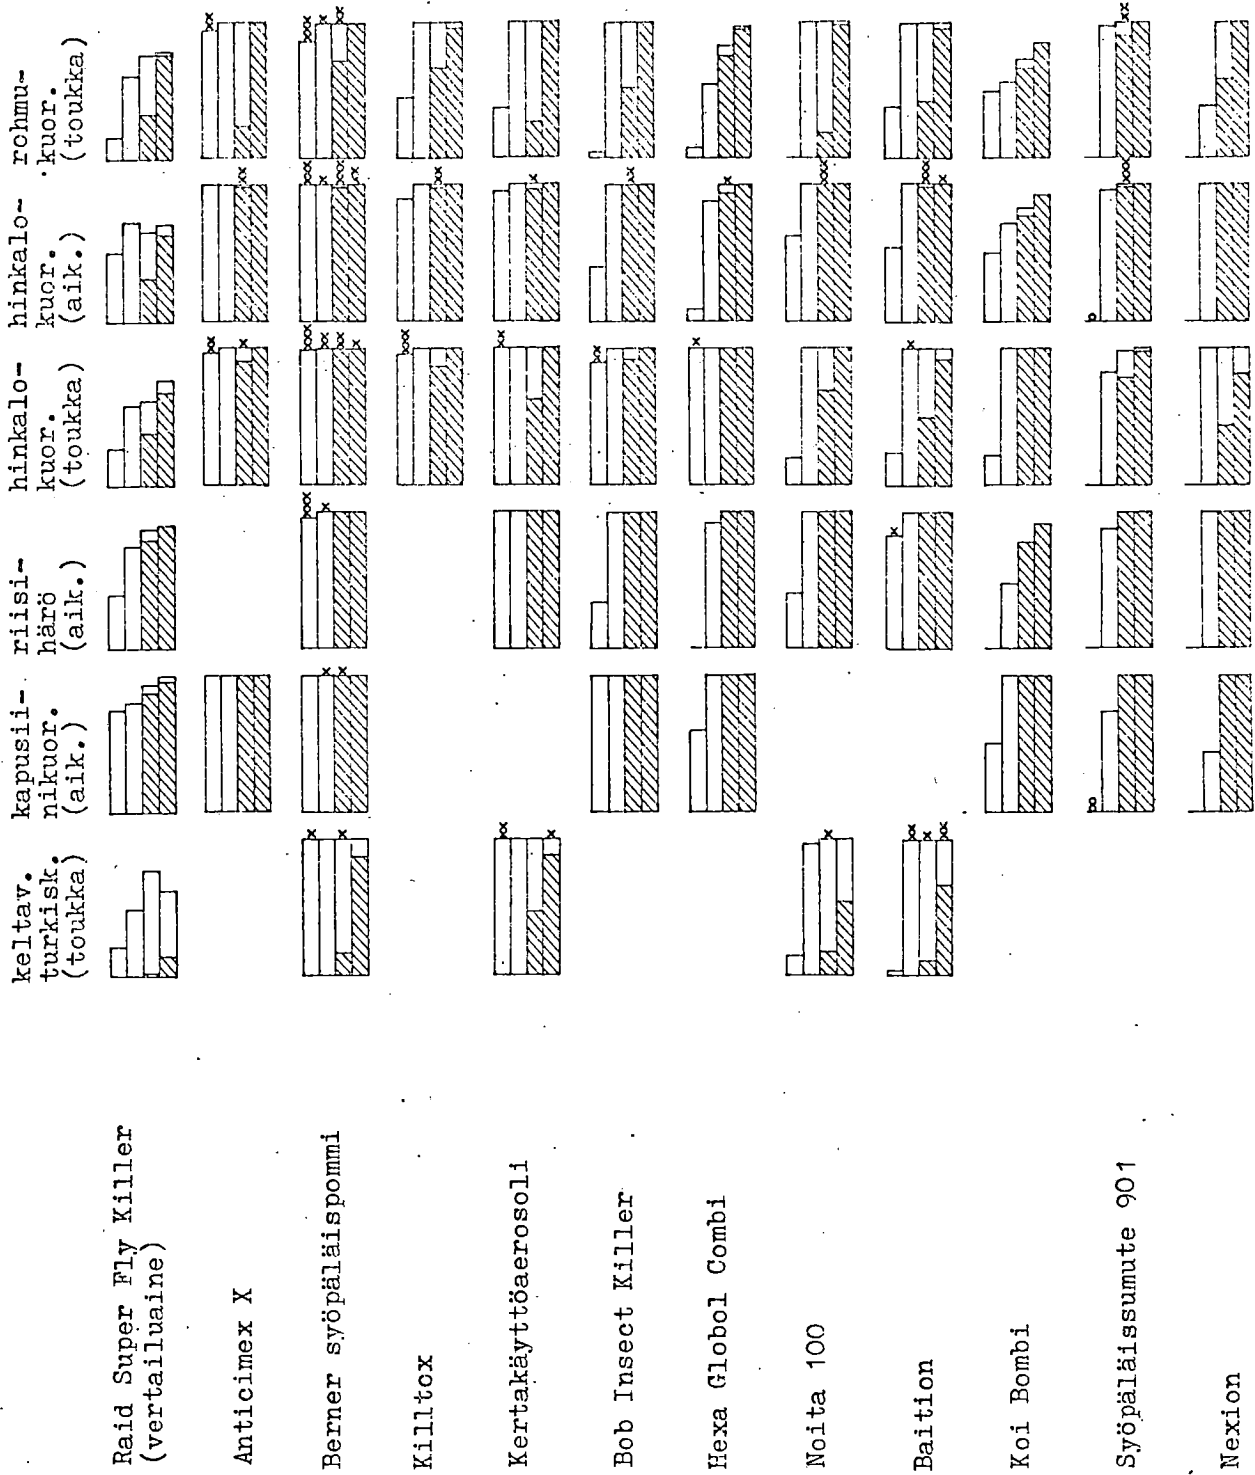 keltav.
turkisk.
(toukka)
kapusii-
nikuor.
(aik.)
riisi-
härö
(aik.)
hinkalo-
kuor.
(toukka)
hinkalo-
kuor.
(aik.)
rohmu-
kuor.
(toukka)
Raid Super Fly Killer
(vertailuaine)
Anticimex X
Berner syöpäläispommi
Killtox
Kertakäyttöaerosoli
Bob Insect Killer
Hexa Globol Combi
Noita 100
Baition
Koi Bombi
Syöpäläissumute 901
Nexion